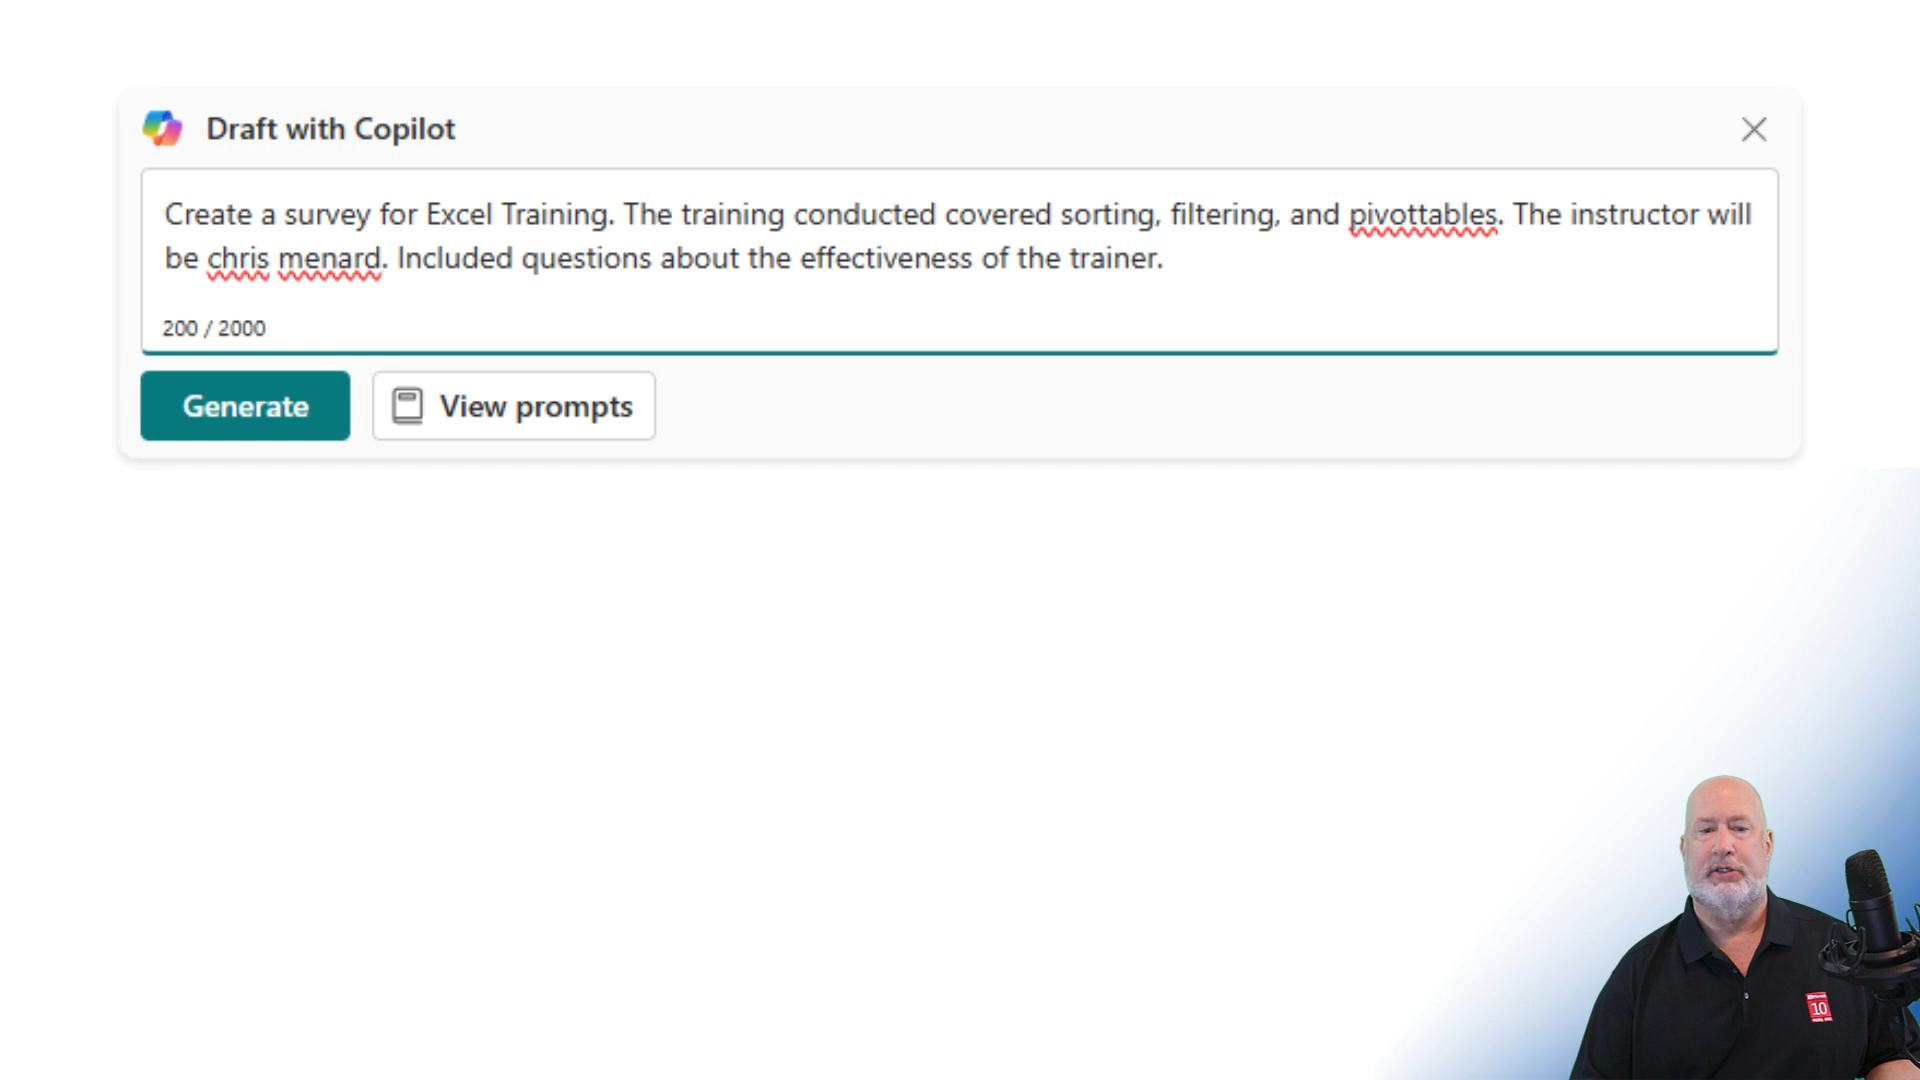 Draft with Copilot
Create a survey for Excel Training. The training conducted covered sorting, filtering, and pivottables. The instructor will
be chris menard. Included questions about the effectiveness of the trainer.
200 / 2000
Generate
View prompts
10